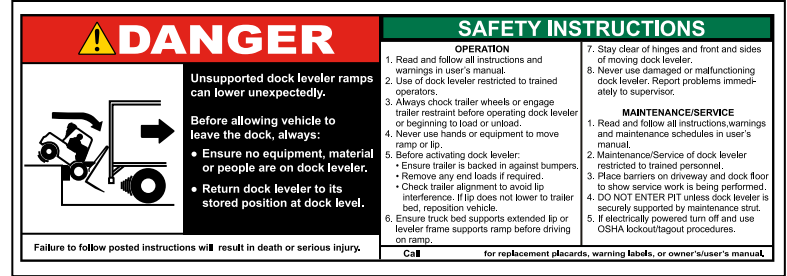 DANGER
Unsupported dock leveler ramps
can lower unexpectedly.
Before allowing vehicle to
leave the dock, always:
• Ensure no equipment, material
or people are on dock leveler.
• Return dock leveler to its
stored position at dock level.
Failure to follow posted instructions will result in death or serious injury.
SAFETY INSTRUCTIONS
OPERATION
1. Read and follow all instructions and
warnings in user's manual.
2. Use of dock leveler restricted to trained
operators.
3. Always chock trailer wheels or engage
trailer restraint before operating dock leveler
or beginning to load or unload.
4. Never use hands or equipment to move
ramp or lip.
5. Before activating dock leveler:
• Ensure trailer is backed in against bumpers.
• Remove any end loads if required.
• Check trailer alignment to avoid lip
interference. If lip does not lower to trailer
bed, reposition vehicle.
6. Ensure truck bed supports extended lip or
leveler frame supports ramp before driving
on ramp.
7. Stay clear of hinges and front and sides
of moving dock leveler.
8. Never use damaged or malfunctioning
dock leveler. Report problems immedi-
ately to supervisor.
MAINTENANCE/SERVICE
1. Read and follow all instructions,warnings
and maintenance schedules in user's
manual.
2. Maintenance/Service of dock leveler
restricted to trained personnel.
3. Place barriers on driveway and dock floor
to show service work is being performed.
4. DO NOT ENTER PIT unless dock leveler is
securely supported by maintenance strut.
5. If electrically powered turn off and use
OSHA lockout/tagout procedures.
Call for replacement placards, warning labels, or owner's/user's manual.